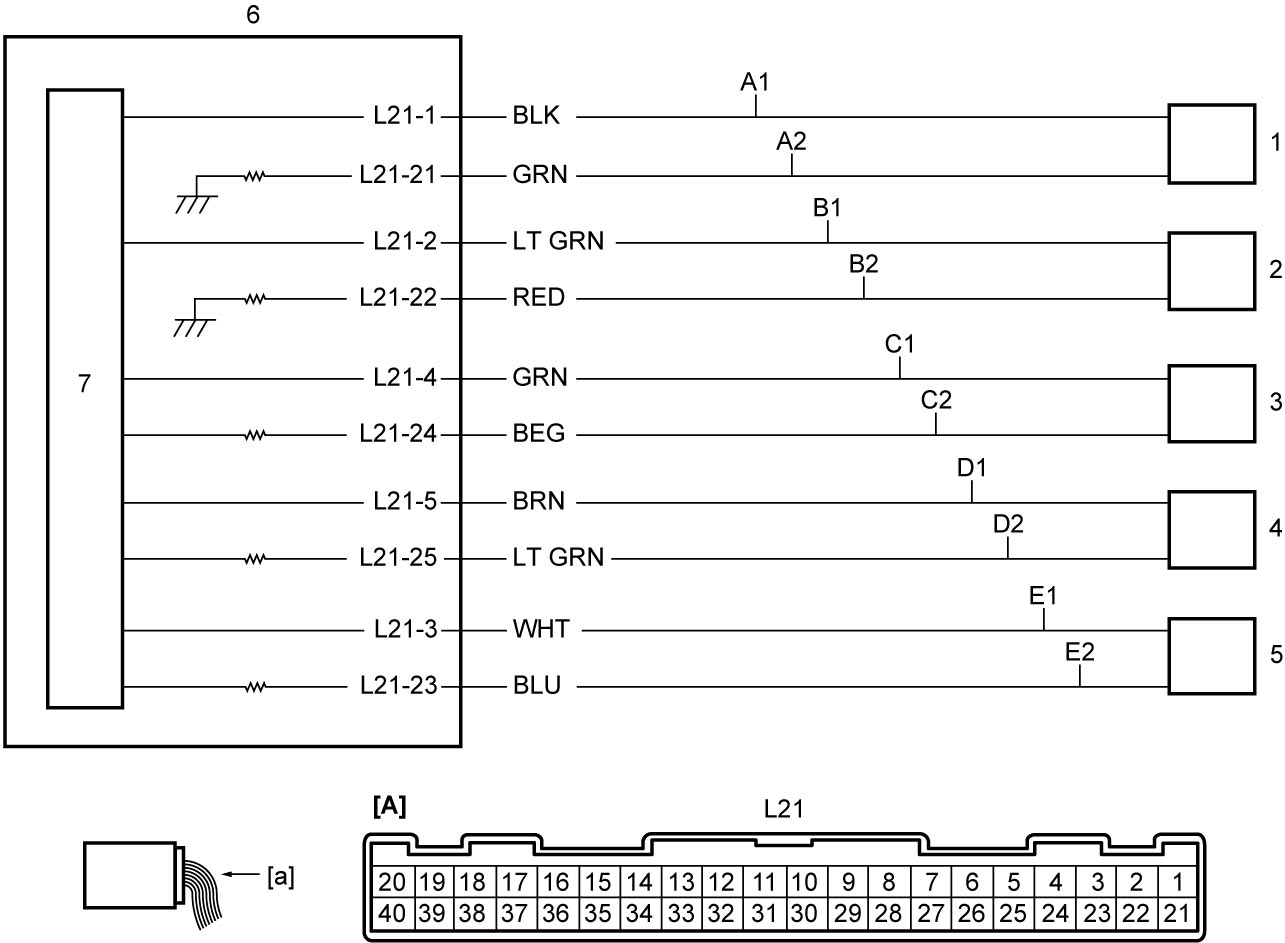 6
A1
L21-1 BLK
1
A2
L21-21 GRN
B1
L21-2 LT GRN
2
B2
L21-22 RED
C1
7
L21-4 GRN
3
C2
L21-24 BEG
D1
L21-5 BRN
4
D2
L21-25 LT GRN
E1
L21-3 WHT
5
E2
L21-23 BLU
[A]
L21
[a]
20 19 18 17 16 15 14 13 12 11 10 9 8 7 6 5 4 3 2 1
40 39 38 37 36 35 34 33 32 31 30 29 28 27 26 25 24 23 22 21